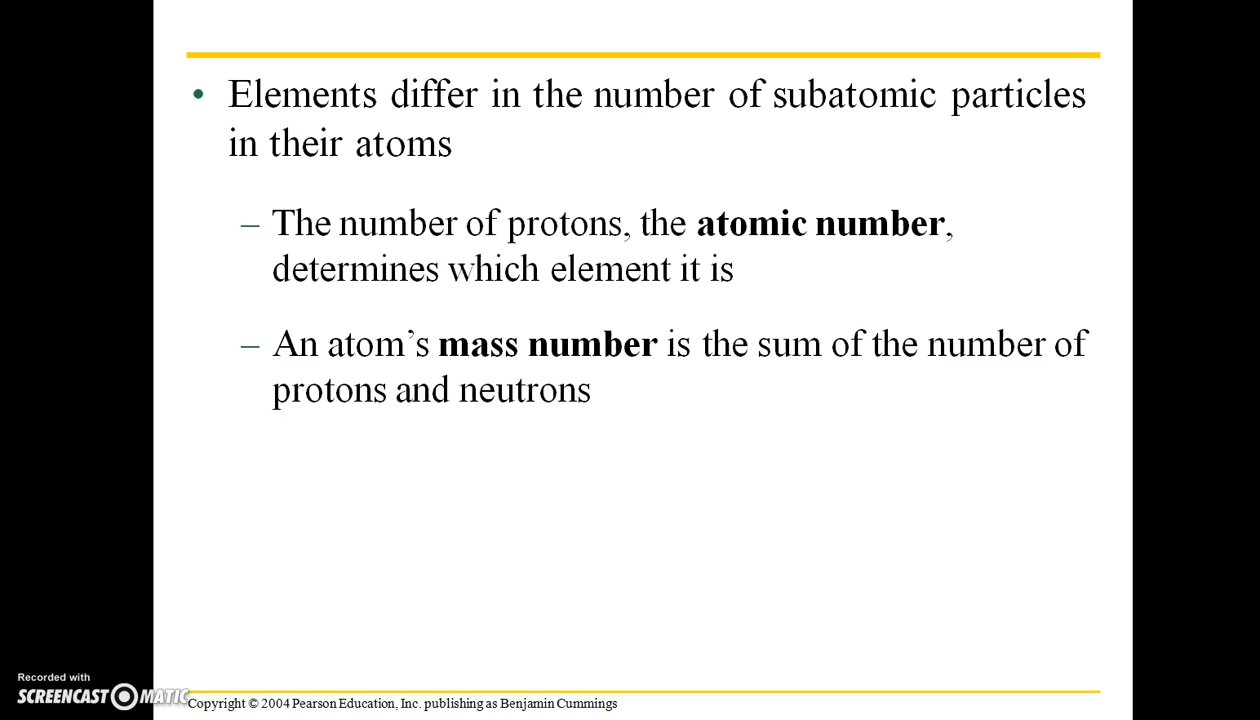 • Elements differ in the number of subatomic particles
in their atoms
– The number of protons, the atomic number,
determines which element it is
– An atom’s mass number is the sum of the number of
protons and neutrons
Recorded with
SCREENCAST MATIC
Copyright © 2004 Pearson Education, Inc. publishing as Benjamin Cummings